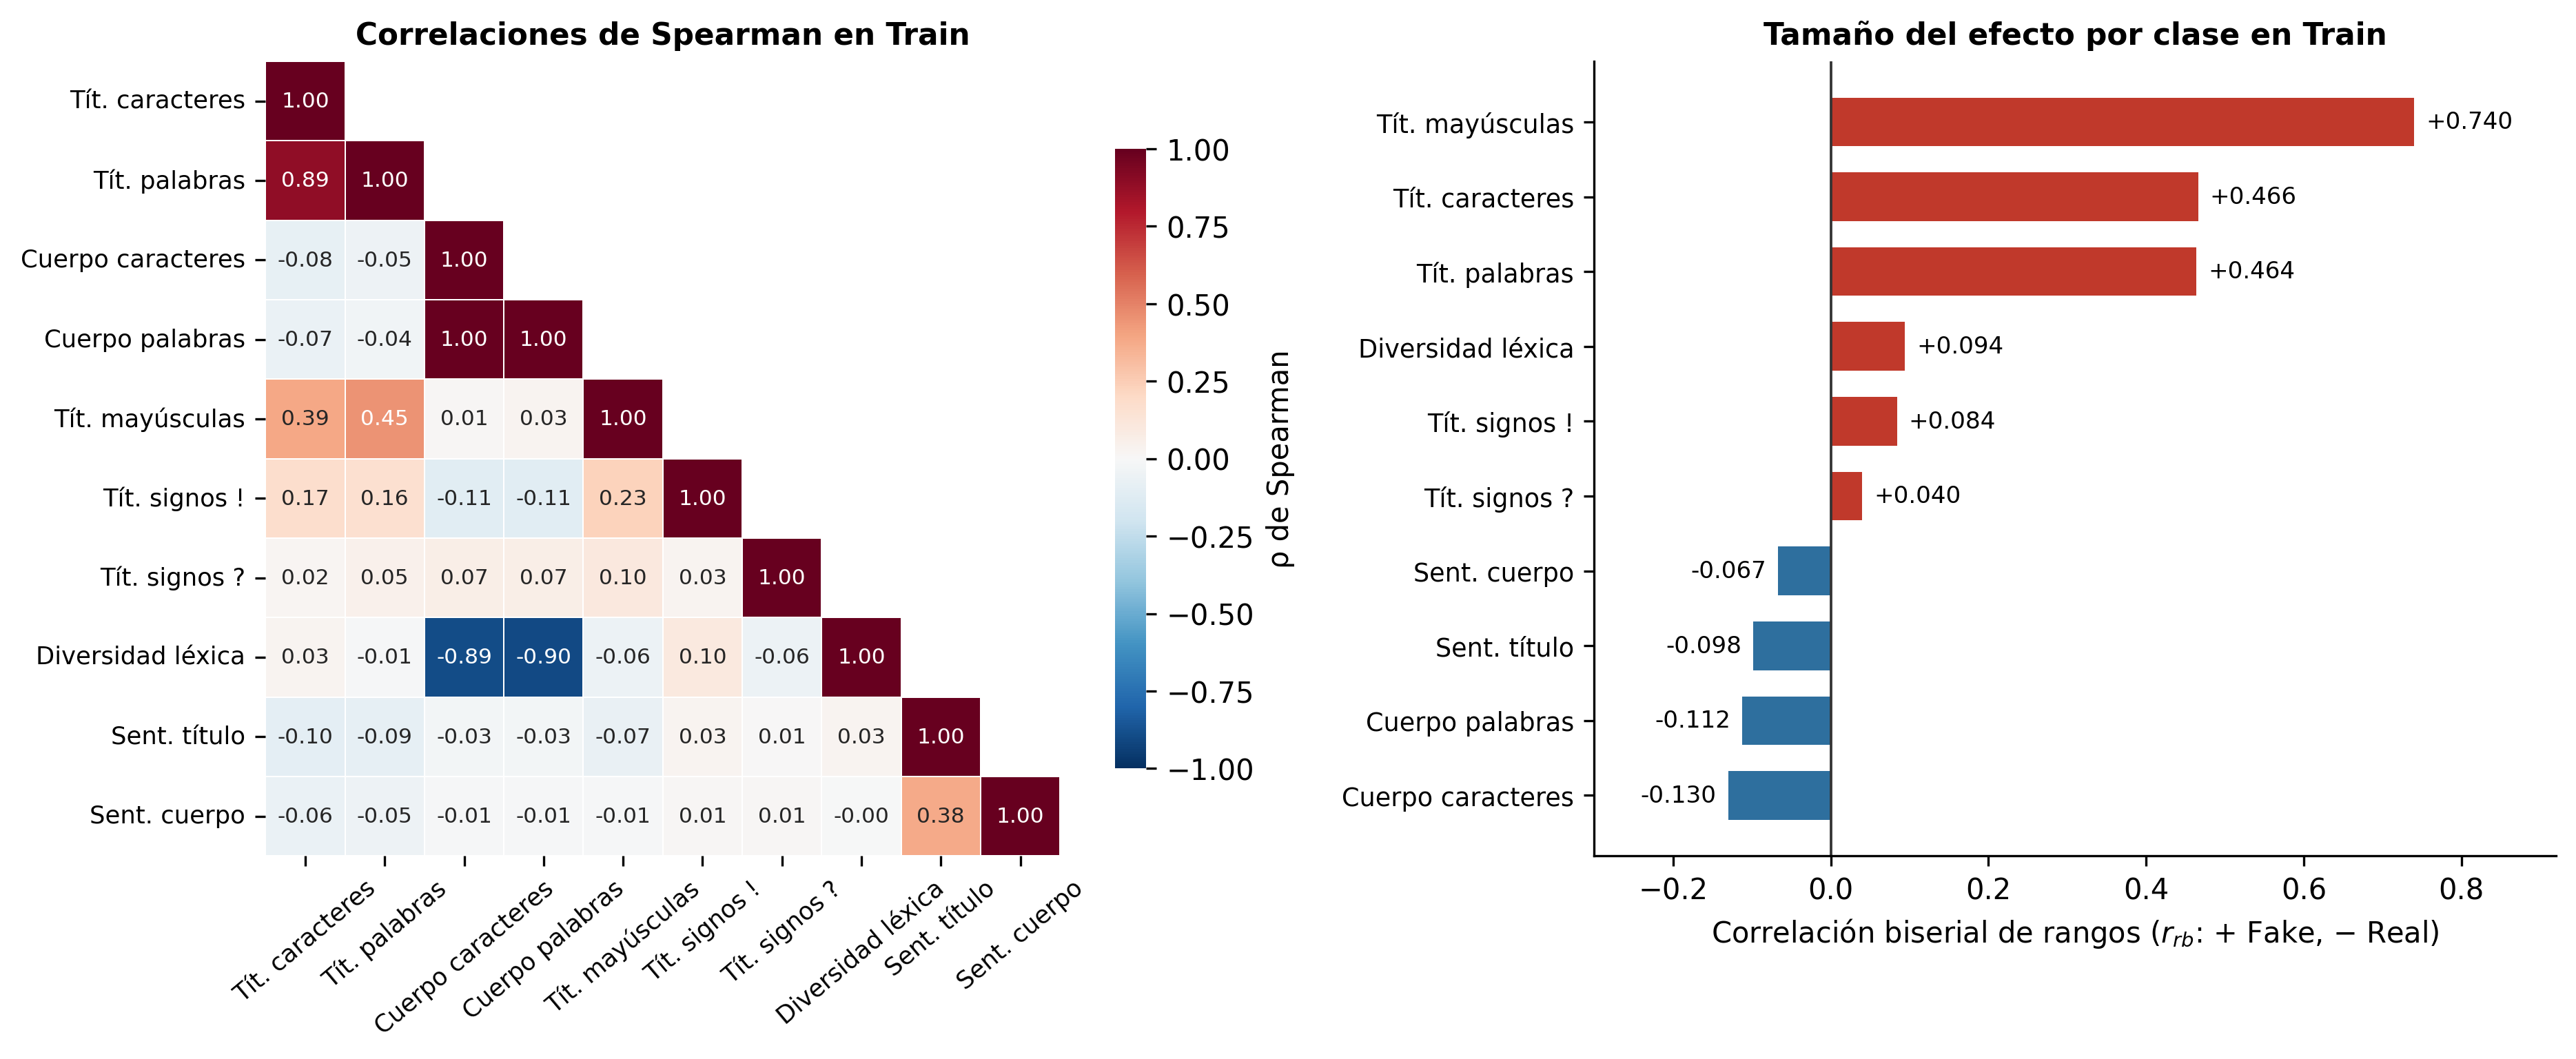 Correlaciones de Spearman en Train
Tít. caracteres 1.00
Tít. palabras 0.89 1.00
Cuerpo caracteres -0.08 -0.05 1.00
Cuerpo palabras -0.07 -0.04 1.00 1.00
Tít. mayúsculas 0.39 0.45 0.01 0.03 1.00
Tít. signos ! 0.17 0.16 -0.11 -0.11 0.23 1.00
Tít. signos ? 0.02 0.05 0.07 0.07 0.10 0.03 1.00
Diversidad léxica 0.03 -0.01 -0.89 -0.90 -0.06 0.10 -0.06 1.00
Sent. título -0.10 -0.09 -0.03 -0.03 -0.07 0.03 0.01 0.03 1.00
Sent. cuerpo -0.06 -0.05 -0.01 -0.01 -0.01 0.01 0.01 -0.00 0.38 1.00
Tít. caracteres
Tít. palabras
Cuerpo caracteres
Cuerpo palabras
Tít. mayúsculas
Tít. signos !
Tít. signos ?
Diversidad léxica
Sent. título
Sent. cuerpo
1.00
0.75
0.50
0.25
0.00
−0.25
−0.50
−0.75
−1.00
ρ de Spearman
Tamaño del efecto por clase en Train
Tít. mayúsculas +0.740
Tít. caracteres +0.466
Tít. palabras +0.464
Diversidad léxica +0.094
Tít. signos ! +0.084
Tít. signos ? +0.040
Sent. cuerpo -0.067
Sent. título -0.098
Cuerpo palabras -0.112
Cuerpo caracteres -0.130
−0.2 0.0 0.2 0.4 0.6 0.8
Correlación biserial de rangos (r_rb: + Fake, − Real)